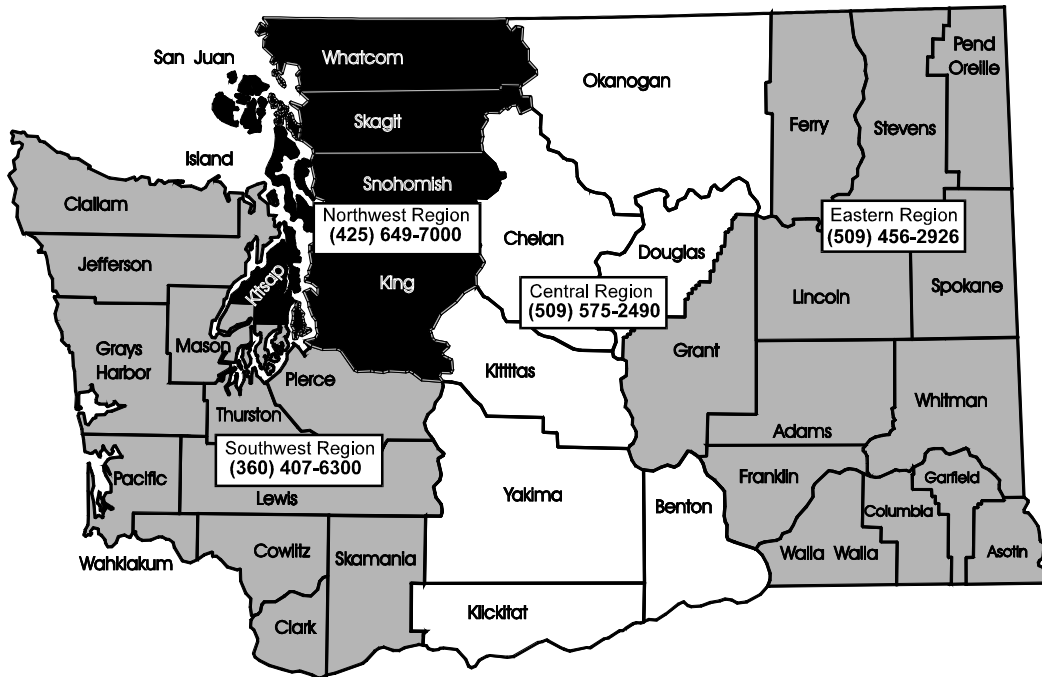 San Juan
Whatcom
Okanogan
Pend
Oreille
Skagit
Ferry
Stevens
Island
Snohomish
Clallam
Northwest Region
(425) 649-7000
Eastern Region
(509) 456-2926
Chelan
Douglas
Jefferson
Kitsap
King
Central Region
(509) 575-2490
Lincoln
Spokane
Grays
Harbor
Mason
Pierce
Kittitas
Grant
Whitman
Thurston
Adams
Southwest Region
(360) 407-6300
Pacific
Lewis
Yakima
Benton
Franklin
Garfield
Columbia
Wahkiakum
Cowlitz
Skamania
Walla Walla
Asotin
Clark
Klickitat